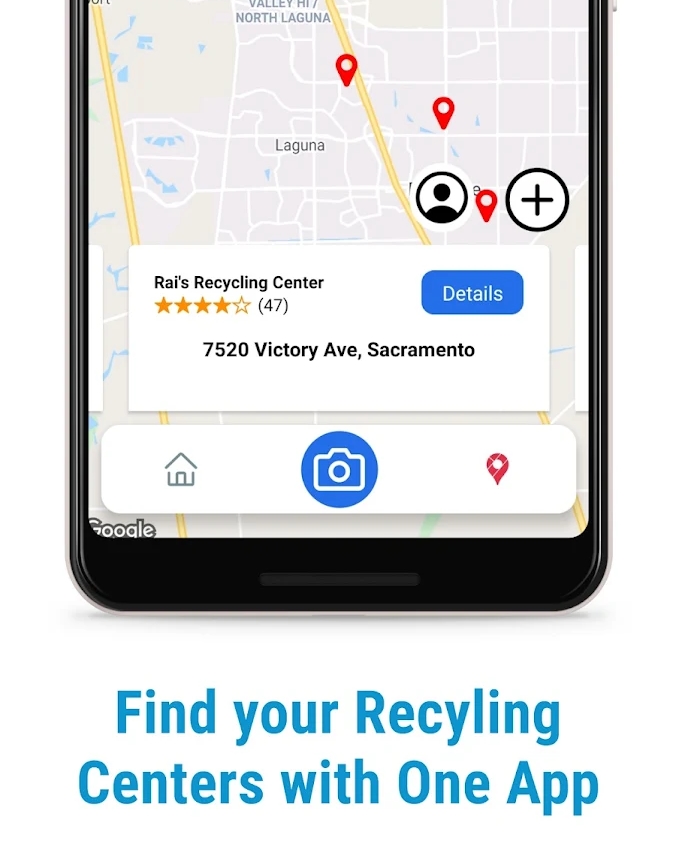 VALLEY HI /
NORTH LAGUNA
Laguna
Rai's Recycling Center
(47)
Details
7520 Victory Ave, Sacramento
Google
Find your Recyling
Centers with One App